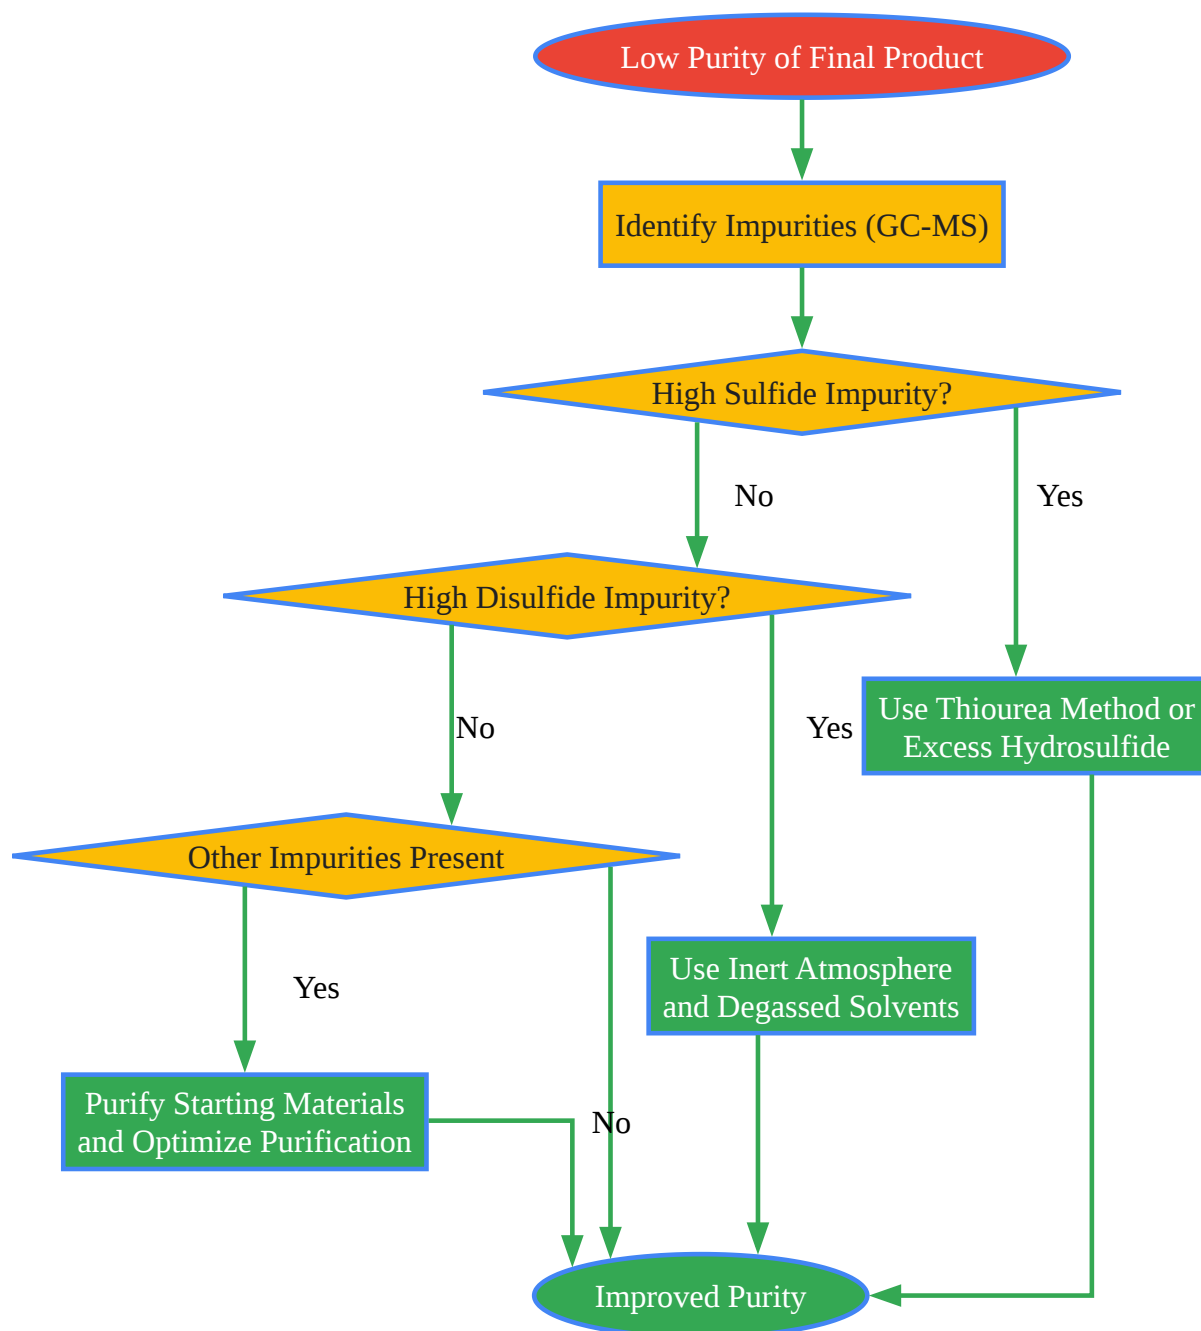 Low Purity of Final Product
Identify Impurities (GC-MS)
High Sulfide Impurity?
No
Yes
High Disulfide Impurity?
No
Yes
Use Thiourea Method or
Excess Hydrosulfide
Other Impurities Present
Yes
Use Inert Atmosphere
and Degassed Solvents
Purify Starting Materials
and Optimize Purification
No
Improved Purity